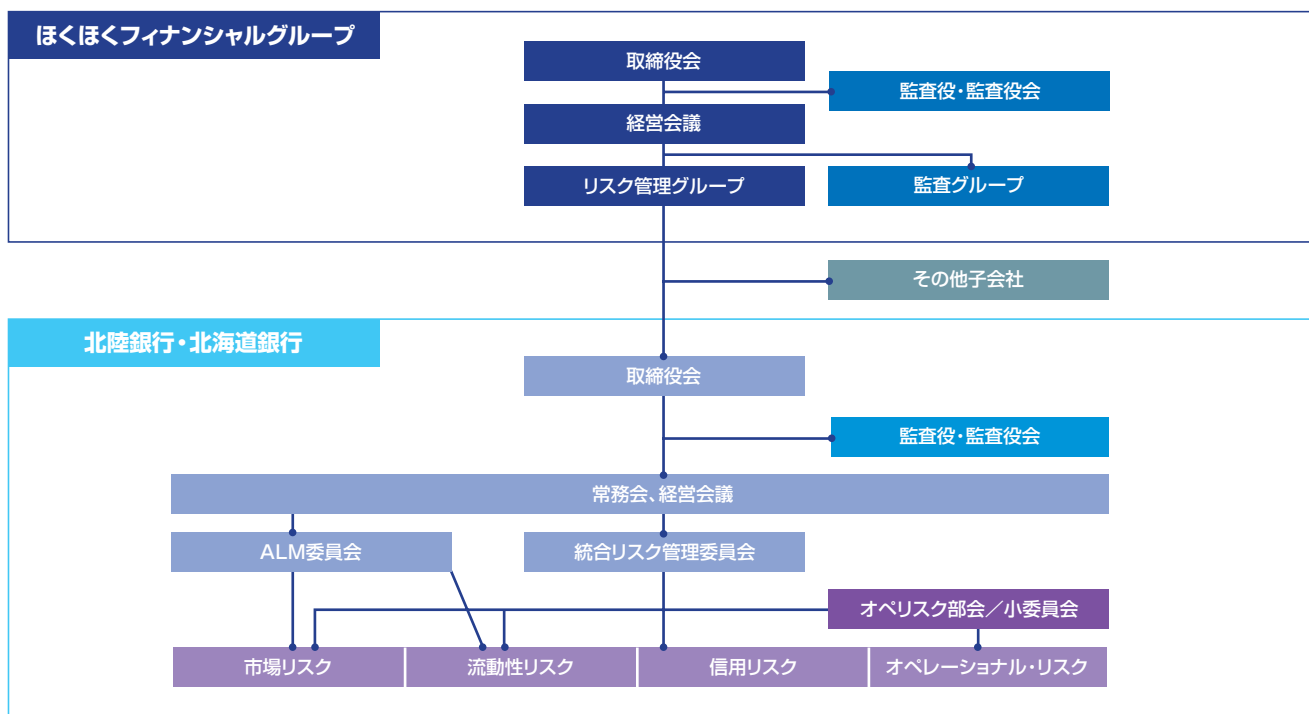 ほくほくフィナンシャルグループ
取締役会
監査役・監査役会
経営会議
リスク管理グループ
監査グループ
その他子会社
北陸銀行・北海道銀行
取締役会
監査役・監査役会
常務会、経営会議
ALM委員会
統合リスク管理委員会
オペリスク部会／小委員会
市場リスク
流動性リスク
信用リスク
オペレーショナル・リスク